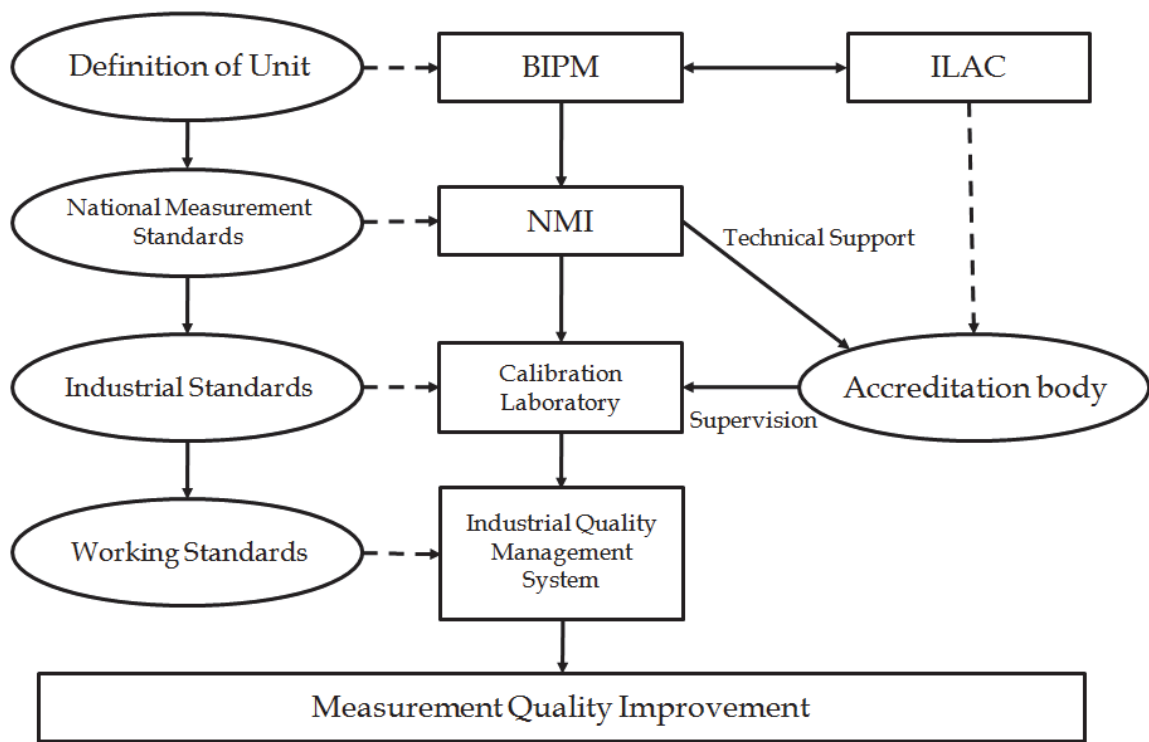 Definition of Unit
BIPM
ILAC
National Measurement
Standards
NMI
Technical Support
Industrial Standards
Calibration
Laboratory
Accreditation body
Supervision
Working Standards
Industrial Quality
Management
System
Measurement Quality Improvement